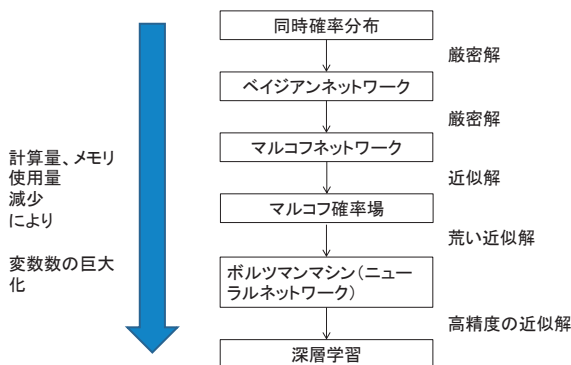 同時確率分布
厳密解
ベイジアンネットワーク
厳密解
マルコフネットワーク
近似解
マルコフ確率場
荒い近似解
ボルツマンマシン(ニュー
ラルネットワーク)
高精度の近似解
深層学習
計算量、メモリ
使用量
減少
により
変数数の巨大
化